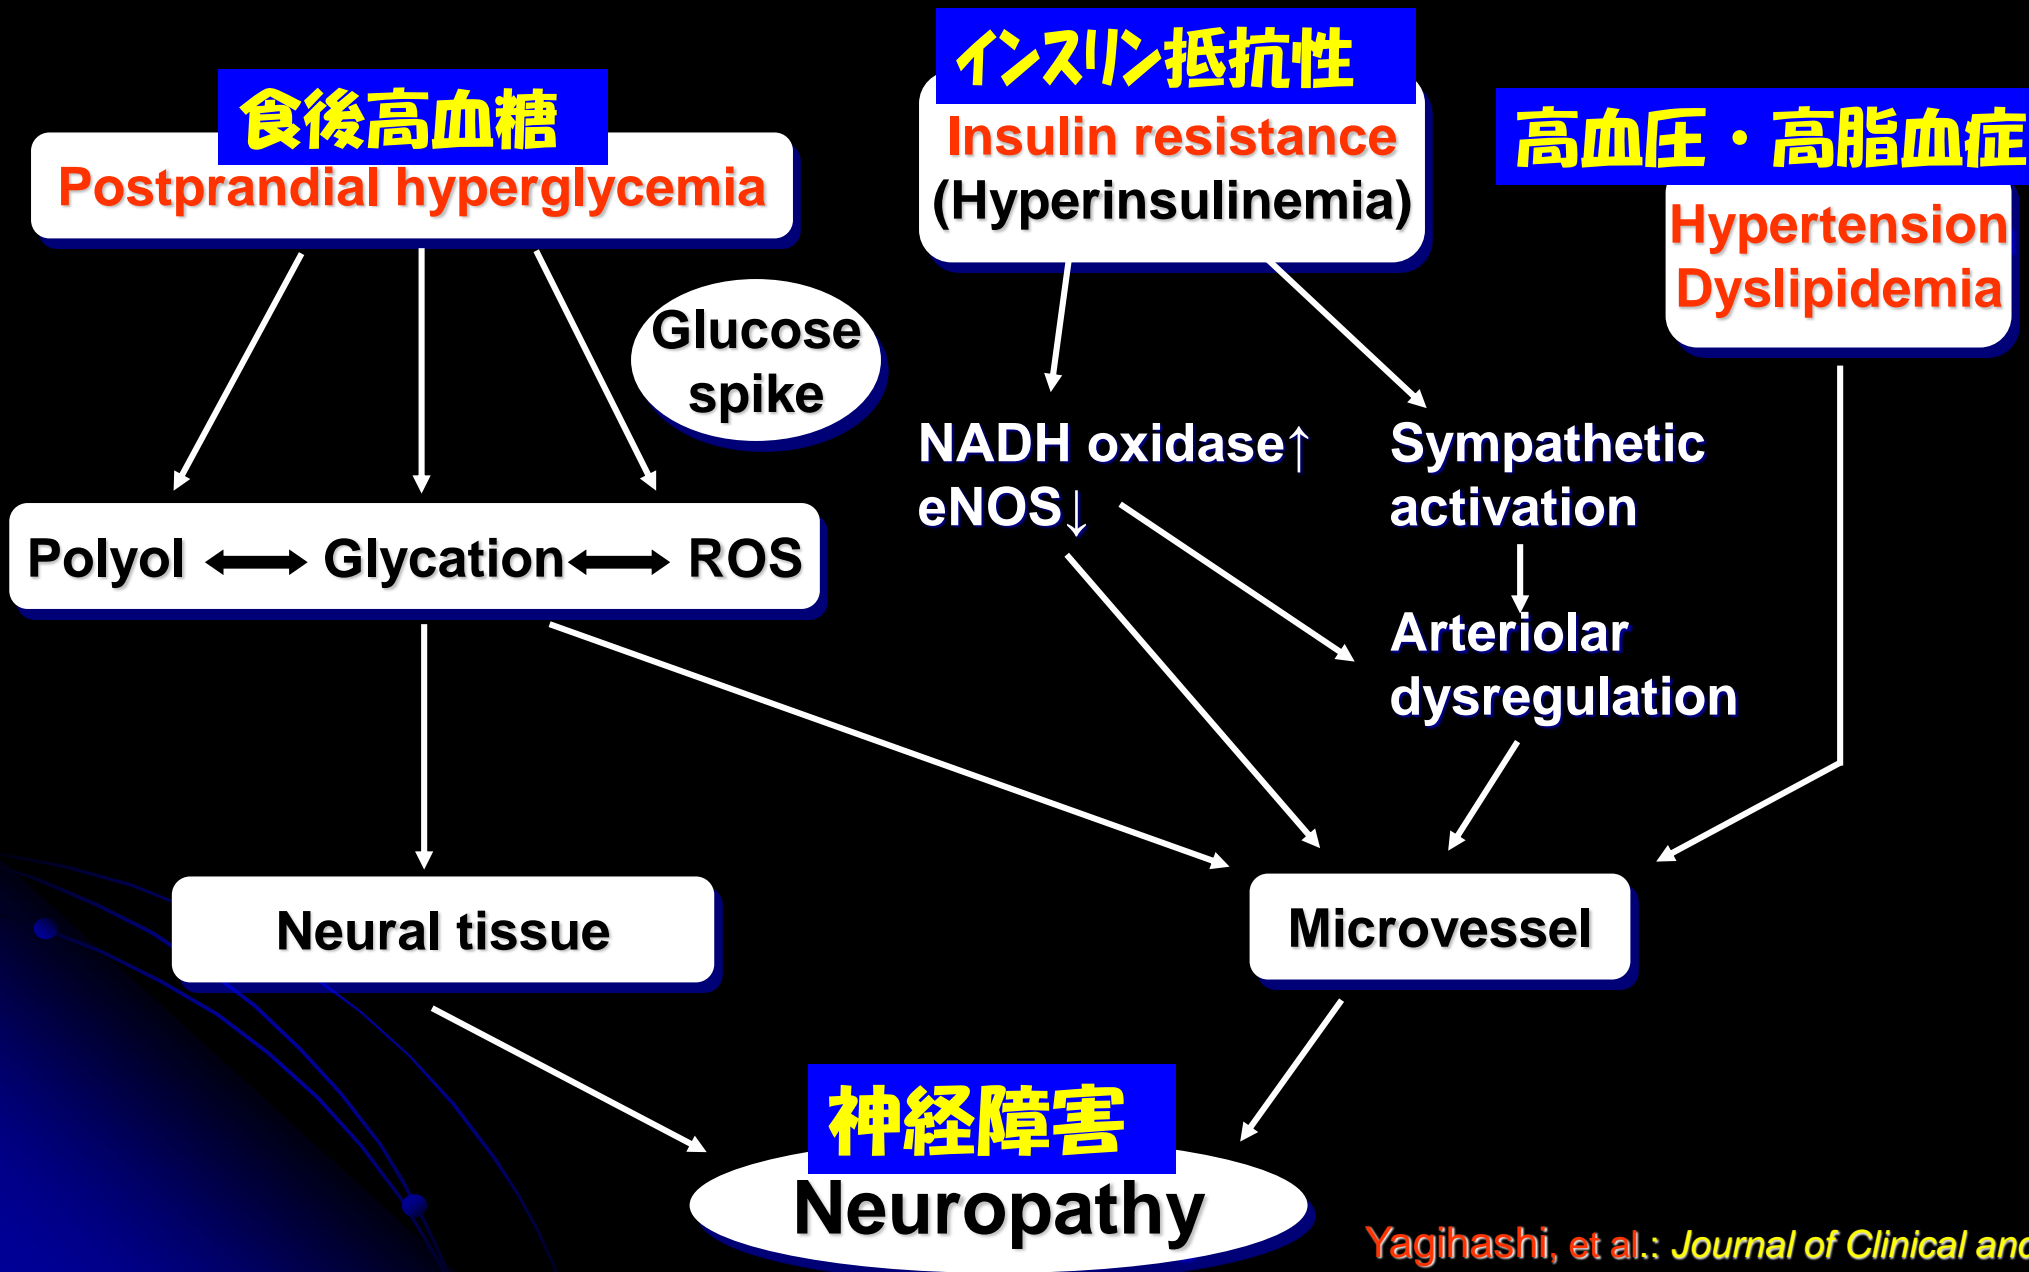 食後高血糖
Postprandial hyperglycemia
インスリン抵抗性
Insulin resistance
(Hyperinsulinemia)
高血圧・高脂血症
Hypertension
Dyslipidemia
Glucose
spike
NADH oxidase↑
eNOS↓
Sympathetic
activation
Polyol ⟷ Glycation ⟷ ROS
Arteriolar
dysregulation
Neural tissue
Microvessel
神経障害
Neuropathy
Yagihashi, et al.: Journal of Clinical and